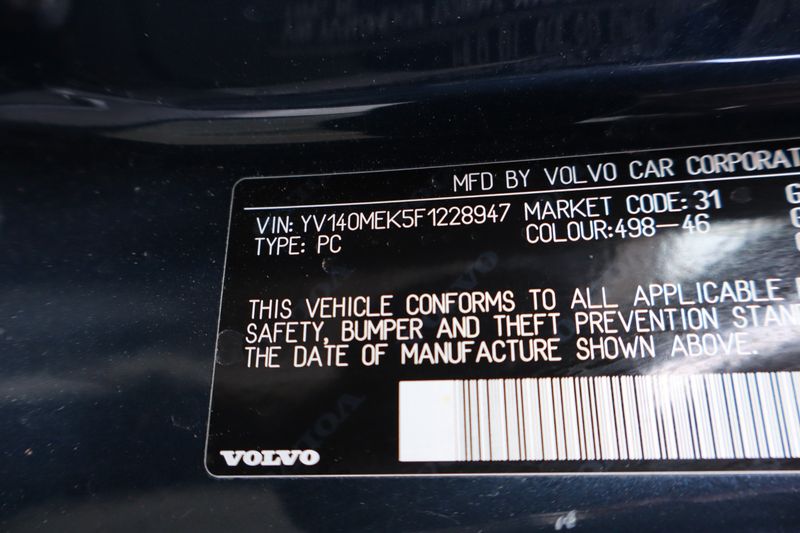 MFD BY VOLVO CAR CORPORAT
VIN: YV140MEK5F1228947 MARKET CODE: 31
TYPE: PC COLOUR:498-46
THIS VEHICLE CONFORMS TO ALL APPLICABLE
SAFETY, BUMPER AND THEFT PREVENTION STAN
THE DATE OF MANUFACTURE SHOWN ABOVE.
VOLVO